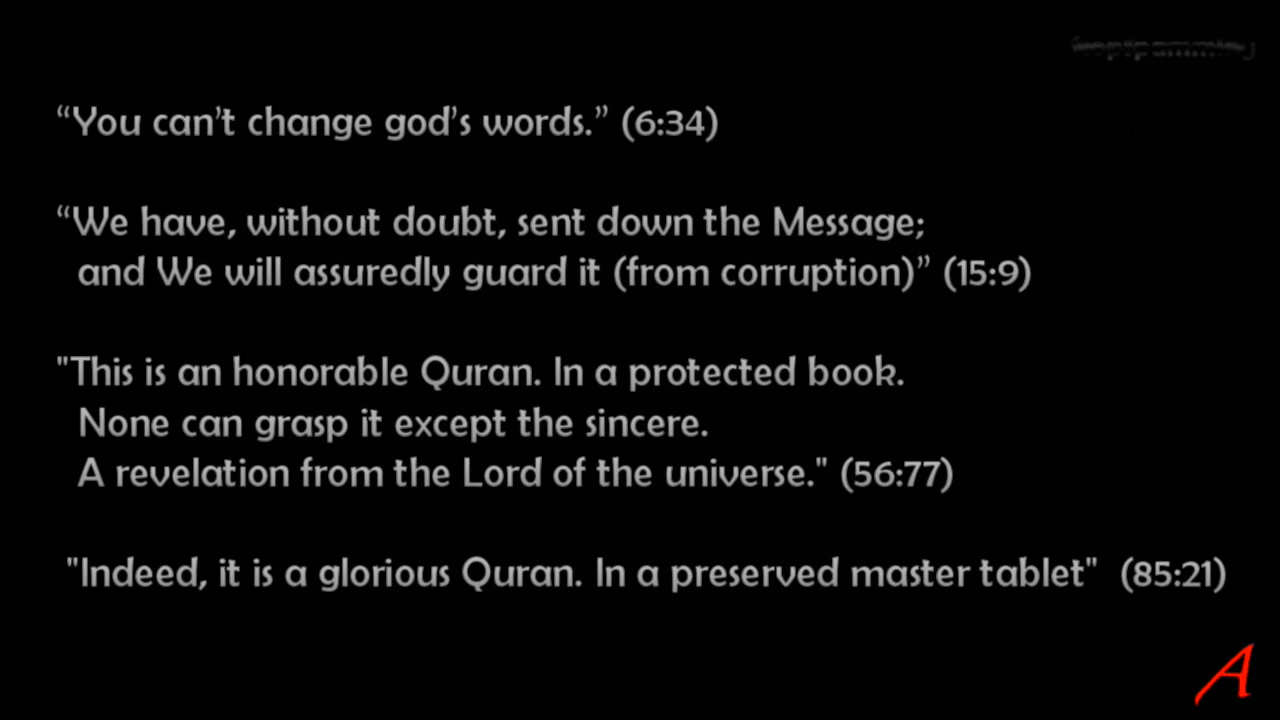 “You can’t change god’s words.” (6:34)
“We have, without doubt, sent down the Message;
and We will assuredly guard it (from corruption)” (15:9)
"This is an honorable Quran. In a protected book.
None can grasp it except the sincere.
A revelation from the Lord of the universe." (56:77)
"Indeed, it is a glorious Quran. In a preserved master tablet" (85:21)
A